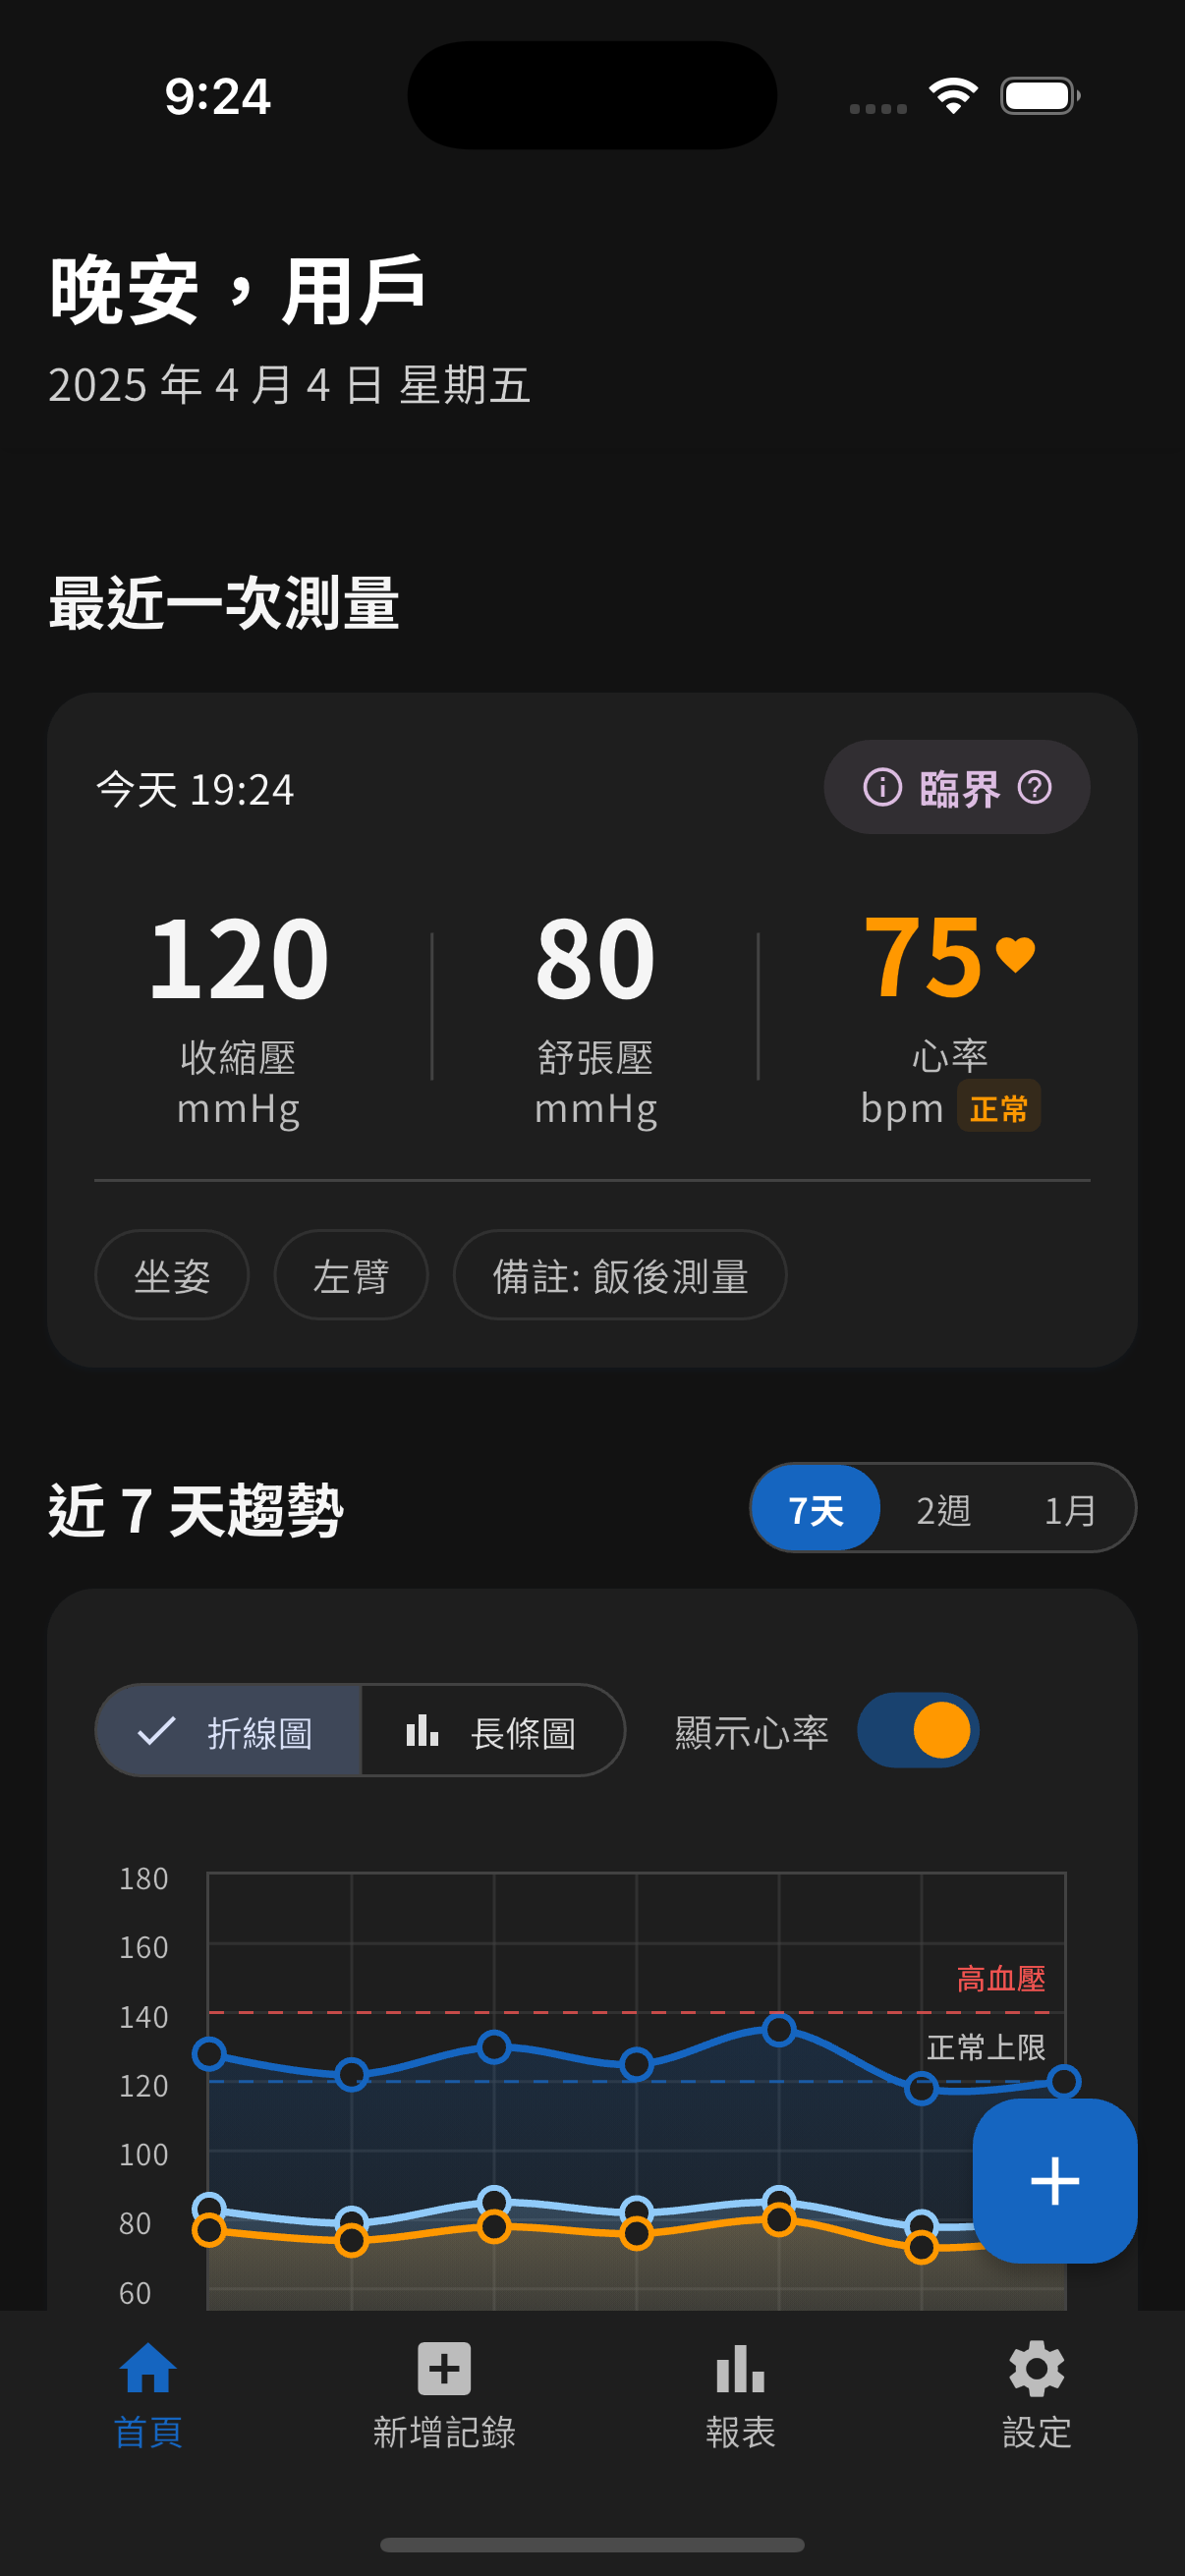 9:24
晚安，用戶
2025 年 4 月 4 日 星期五
最近一次測量
今天 19:24
臨界
120
80
75
收縮壓
舒張壓
心率
mmHg
mmHg
bpm 正常
坐姿
左臂
備註: 飯後測量
近 7 天趨勢
7天
2週
1月
折線圖
長條圖
顯示心率
180
160
高血壓
140
正常上限
120
100
80
60
首頁
新增記錄
報表
設定